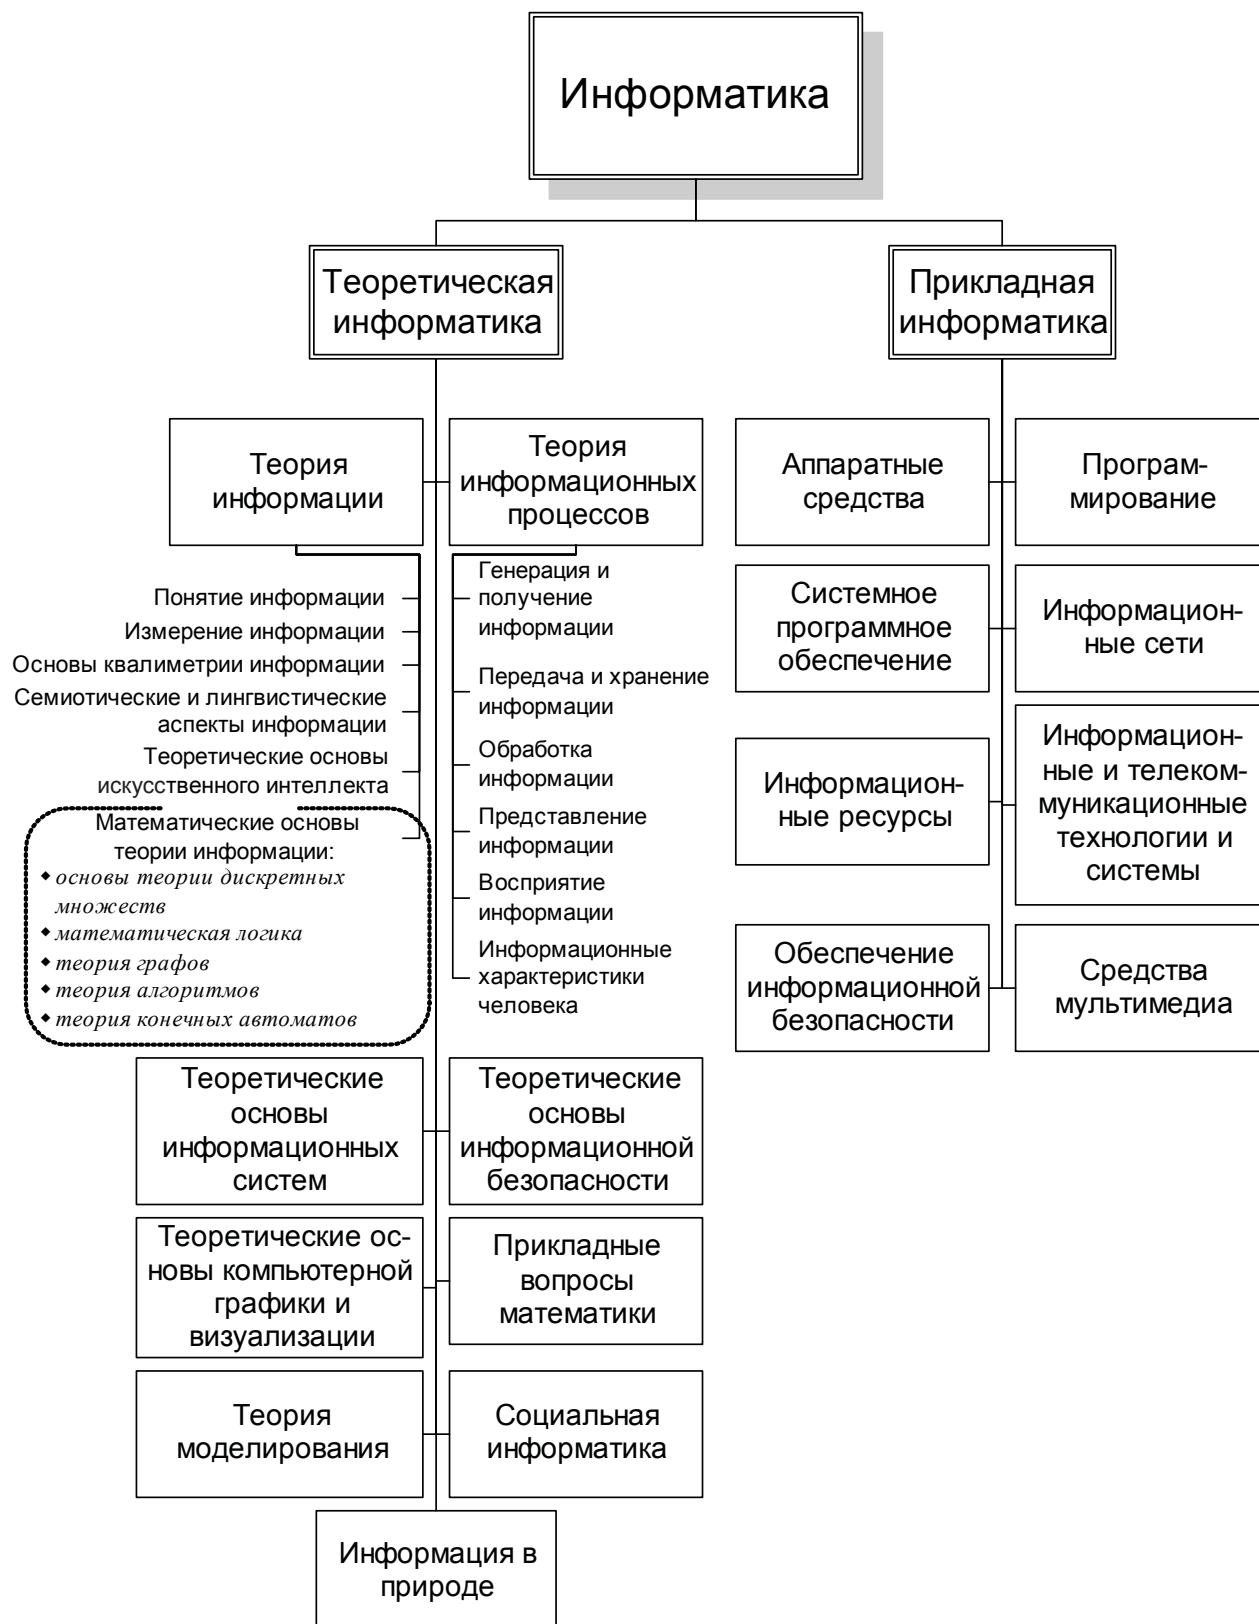 Информатика
Теоретическая
информатика
Прикладная
информатика
Теория
информации
Теория
информационных
процессов
Аппаратные
средства
Програм-
мирование
Понятие информации
Измерение информации
Основы квалиметрии информации
Семиотические и лингвистические
аспекты информации
Теоретические основы
искусственного интеллекта
Математические основы
теории информации:
основы теории дискретных
множеств
математическая логика
теория графов
теория алгоритмов
теория конечных автоматов
Генерация и
получение
информации
Передача и хранение
информации
Обработка
информации
Представление
информации
Восприятие
информации
Информационные
характеристики
человека
Системное
программное
обеспечение
Информацион-
ные сети
Информацион-
ные ресурсы
Информацион-
ные и телеком-
муникационные
технологии и
системы
Обеспечение
информационной
безопасности
Средства
мультимедиа
Теоретические
основы
информационных
систем
Теоретические
основы
информационной
безопасности
Теоретические ос-
новы компьютерной
графики и
визуализации
Прикладные
вопросы
математики
Теория
моделирования
Социальная
информатика
Информация в
природе